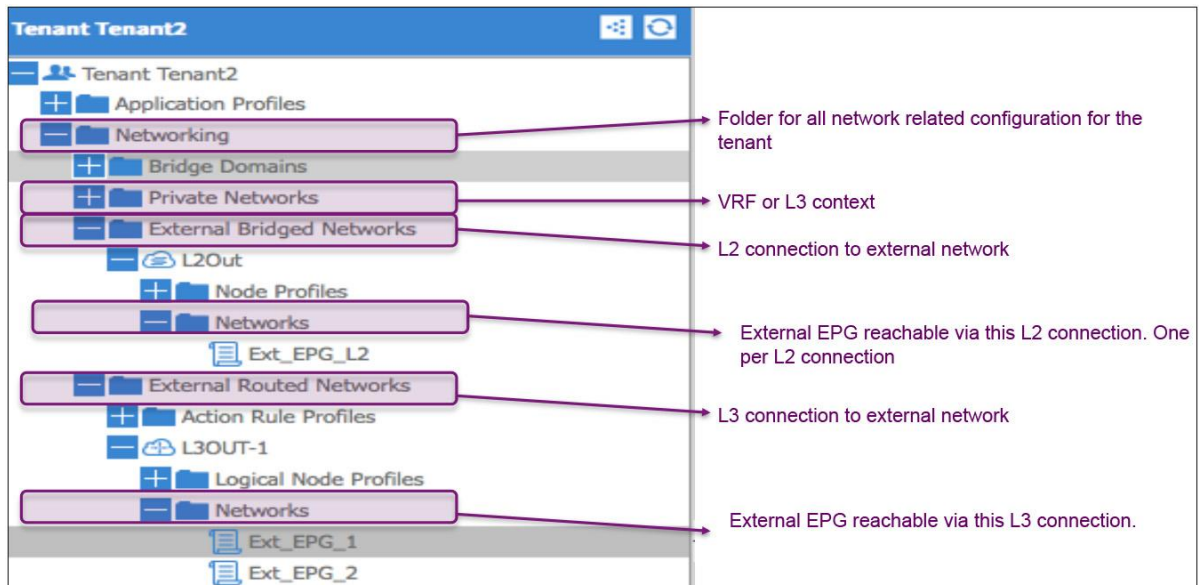 Tenant Tenant2
Tenant Tenant2
Application Profiles
Networking
Bridge Domains
Private Networks
External Bridged Networks
L2Out
Node Profiles
Networks
Ext_EPG_L2
External Routed Networks
Action Rule Profiles
L3OUT-1
Logical Node Profiles
Networks
Ext_EPG_1
Ext_EPG_2
Folder for all network related configuration for the
tenant
VRF or L3 context
L2 connection to external network
External EPG reachable via this L2 connection. One
per L2 connection
L3 connection to external network
External EPG reachable via this L3 connection.